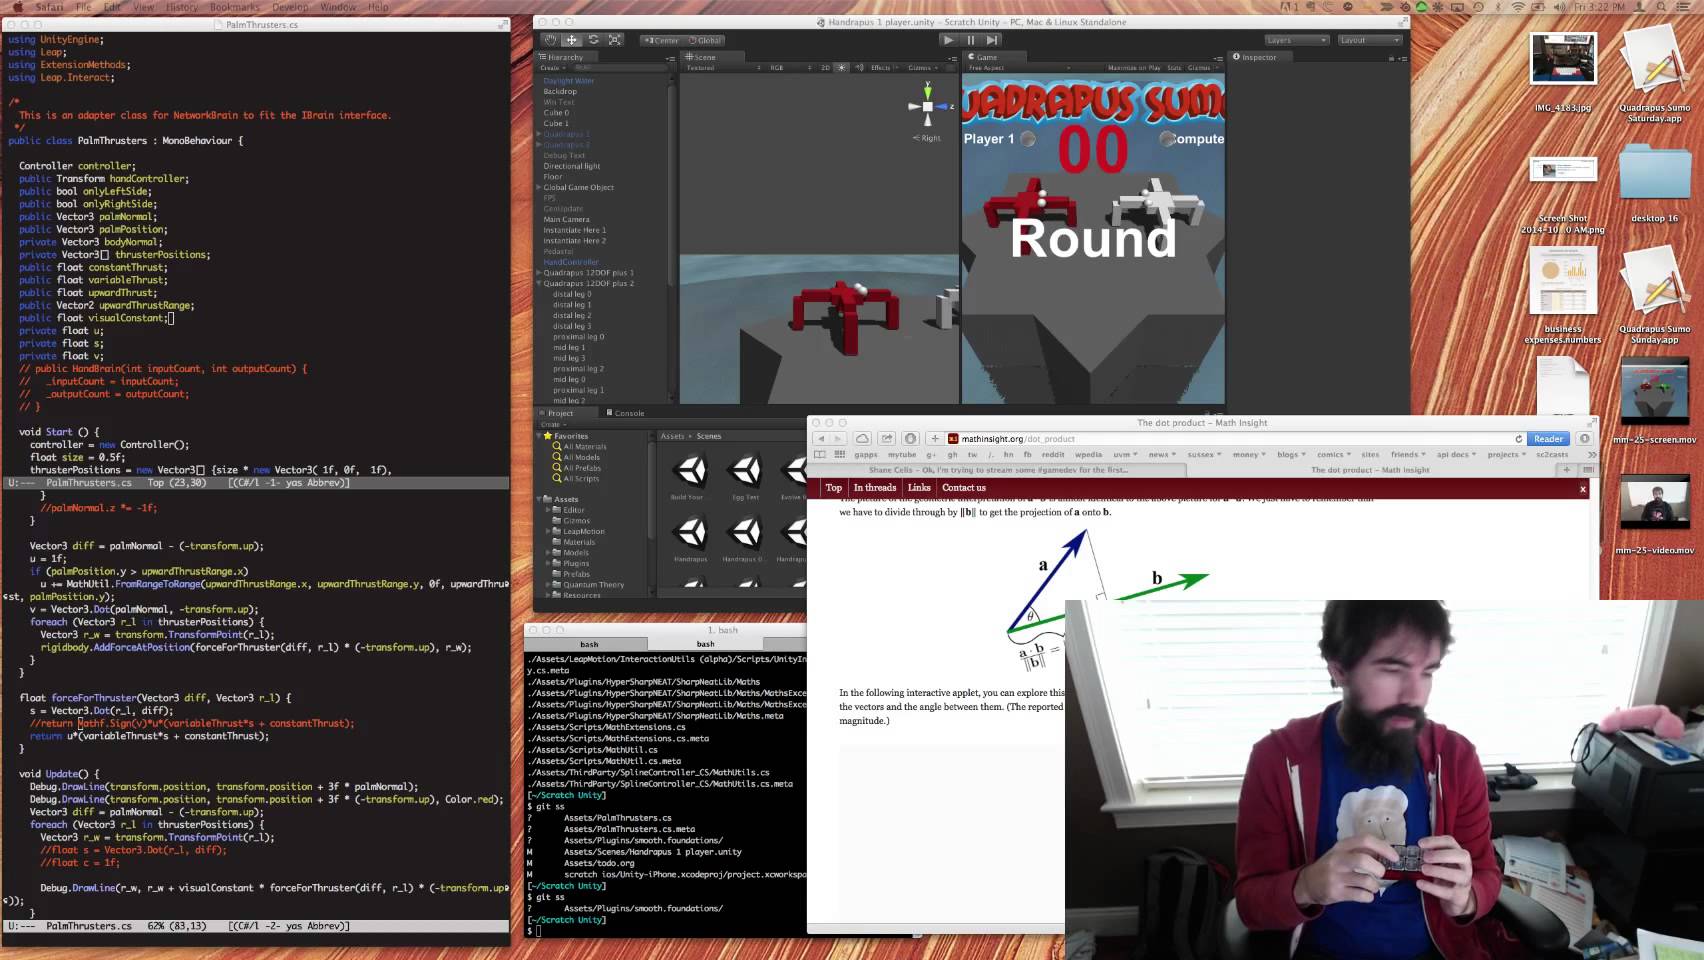 Safari File Edit View History Bookmarks Develop Window Help
Fri 3:22 PM
PalmThrusters.cs
using UnityEngine;
using Leap;
using ExtensionMethods;
using Leap.Interact;
/*
This is an adapter class for NetworkBrain to fit the IBrain interface.
*/
public class PalmThrusters : MonoBehaviour {
Controller controller;
public Transform handController;
public bool onlyLeftSide;
public bool onlyRightSide;
public Vector3 palmNormal;
public Vector3 palmPosition;
private Vector3 bodyNormal;
private Vector3[] thrusterPositions;
public float constantThrust;
public float variableThrust;
public float upwardThrust;
public Vector2 upwardThrustRange;
public float visualConstant;
private float u;
private float s;
private float v;
// public HandBrain(int inputCount, int outputCount) {
// _inputCount = inputCount;
// _outputCount = outputCount;
// }
void Start () {
controller = new Controller();
float size = 0.5f;
thrusterPositions = new Vector3[] {size * new Vector3( 1f, 0f, 1f),
U:--- PalmThrusters.cs Top (23,30) [(C#/l -1- yas Abbrev)]
}
//palmNormal.z *= -1f;
}
Vector3 diff = palmNormal - (-transform.up);
u = 1f;
if (palmPosition.y > upwardThrustRange.x)
u += MathUtil.FromRangeToRange(upwardThrustRange.x, upwardThrustRange.y, 0f, upwardThru
st, palmPosition.y);
v = Vector3.Dot(palmNormal, -transform.up);
foreach (Vector3 r_l in thrusterPositions) {
Vector3 r_w = transform.TransformPoint(r_l);
rigidbody.AddForceAtPosition(forceForThruster(diff, r_l) * (-transform.up), r_w);
}
}
float forceForThruster(Vector3 diff, Vector3 r_l) {
s = Vector3.Dot(r_l, diff);
//return Mathf.Sign(v)*u*(variableThrust*s + constantThrust);
return u*(variableThrust*s + constantThrust);
}
void Update() {
Debug.DrawLine(transform.position, transform.position + 3f * palmNormal);
Debug.DrawLine(transform.position, transform.position + 3f * (-transform.up), Color.red);
Vector3 diff = palmNormal - (-transform.up);
foreach (Vector3 r_l in thrusterPositions) {
Vector3 r_w = transform.TransformPoint(r_l);
//float s = Vector3.Dot(r_l, diff);
//float c = 1f;
Debug.DrawLine(r_w, r_w + visualConstant * forceForThruster(diff, r_l) * (-transform.up
));
}
U:--- PalmThrusters.cs 62% (83,13) [(C#/l -2- yas Abbrev)]
Handrapus 1 player.unity – Scratch Unity – PC, Mac & Linux Standalone
Center Global
Layers Layout
Hierarchy
Create
Daylight Water
Backdrop
Win Text
Cube 0
Cube 1
Quadrapus 1
Quadrapus 2
Debug Text
Directional light
Floor
Global Game Object
FPS
GenUpdate
Main Camera
Instantiate Here 1
Instantiate Here 2
Pedastal
HandController
Quadrapus 12DOF plus 1
Quadrapus 12DOF plus 2
distal leg 0
distal leg 1
distal leg 2
distal leg 3
proximal leg 0
mid leg 1
mid leg 3
proximal leg 2
mid leg 0
proximal leg 1
mid leg 2
Scene
Textured RGB 2D Effects Gizmos
y
z
Right
Game
Free Aspect Maximize on Play Stats Gizmos
QUADRAPUS SUMO
Player 1
00
Compute
Round
Inspector
Project Console
Create
Favorites
All Materials
All Models
All Prefabs
All Scripts
Assets
Editor
Gizmos
LeapMotion
Materials
Models
Plugins
Prefabs
Quantum Theory
Resources
Assets Scenes
Build Your Egg Test Evolve
Handrapus Handrapus
1. bash
bash bash
./Assets/LeapMotion/InteractionUtils (alpha)/Scripts/UnityIn
y.cs.meta
./Assets/Plugins/HyperSharpNEAT/SharpNeatLib/Maths
./Assets/Plugins/HyperSharpNEAT/SharpNeatLib/Maths/MathsExce
./Assets/Plugins/HyperSharpNEAT/SharpNeatLib/Maths/MathsExce
./Assets/Plugins/HyperSharpNEAT/SharpNeatLib/Maths.meta
./Assets/Scripts/MathExtensions.cs
./Assets/Scripts/MathExtensions.cs.meta
./Assets/Scripts/MathUtil.cs
./Assets/Scripts/MathUtil.cs.meta
./Assets/ThirdParty/SplineController_CS/MathUtils.cs
./Assets/ThirdParty/SplineController_CS/MathUtils.cs.meta
[~/Scratch Unity]
$ git ss
? Assets/PalmThrusters.cs
? Assets/PalmThrusters.cs.meta
? Assets/Plugins/smooth.foundations/
M Assets/Scenes/Handrapus 1 player.unity
M Assets/todo.org
M scratch ios/Unity-iPhone.xcodeproj/project.xcworkspa
[~/Scratch Unity]
$ git ss
? Assets/Plugins/smooth.foundations/
[~/Scratch Unity]
$
The dot product – Math Insight
mathinsight.org/dot_product
Reader
gapps mytube g+ gh fb reddit wpedia uvm news sussex money blogs comics sites friends api docs projects sc2casts
Shane Celis – Ok, I'm trying to stream some #gamedev for the first...
The dot product – Math Insight
Top In threads Links Contact us x
we have to divide through by ‖b‖ to get the projection of a onto b.
a
b
θ
a · b
‖b‖
=
In the following interactive applet, you can explore this
the vectors and the angle between them. (The reported
magnitude.)
IMG_4183.jpg
Quadrapus Sumo
Saturday.app
Screen Shot
2014-10...0 AM.png
desktop 16
business
expenses.numbers
Quadrapus Sumo
Sunday.app
mm-25-screen.mov
mm-25-video.mov